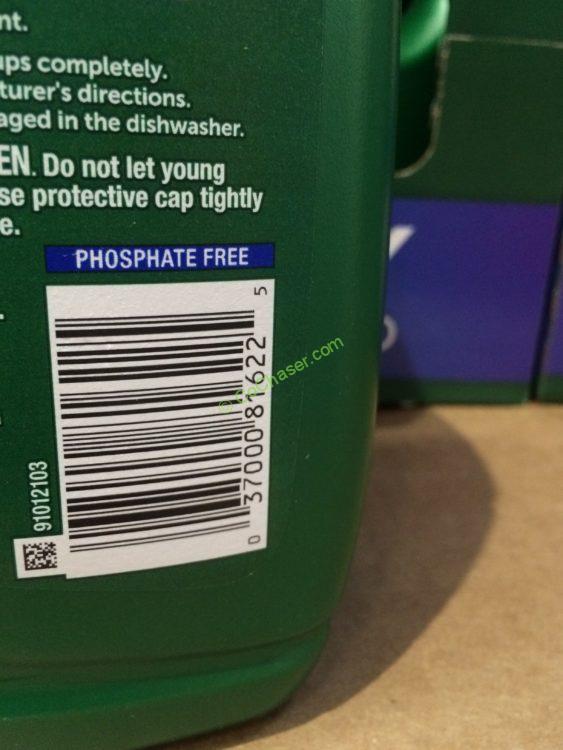 nt.
ups completely.
turer's directions.
aged in the dishwasher.
EN. Do not let young
se protective cap tightly
e.
PHOSPHATE FREE
0 37000 81622 5
91012103
© CoChaser.com